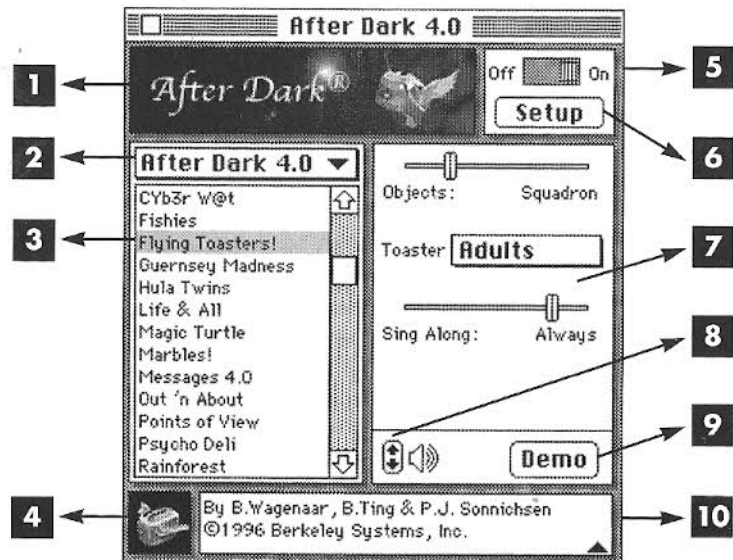 After Dark 4.0
1
After Dark®
Off On
5
Setup
6
2
After Dark 4.0
CYb3r W@t
Fishies
3
Flying Toasters!
Guernsey Madness
Hula Twins
Life & All
Magic Turtle
Marbles!
Messages 4.0
Out 'n About
Points of View
Psycho Deli
Rainforest
Objects: Squadron
Toaster Adults
7
Sing Along: Always
8
9
Demo
4
By B.Wagenaar, B.Ting & P.J. Sonnichsen
©1996 Berkeley Systems, Inc.
10